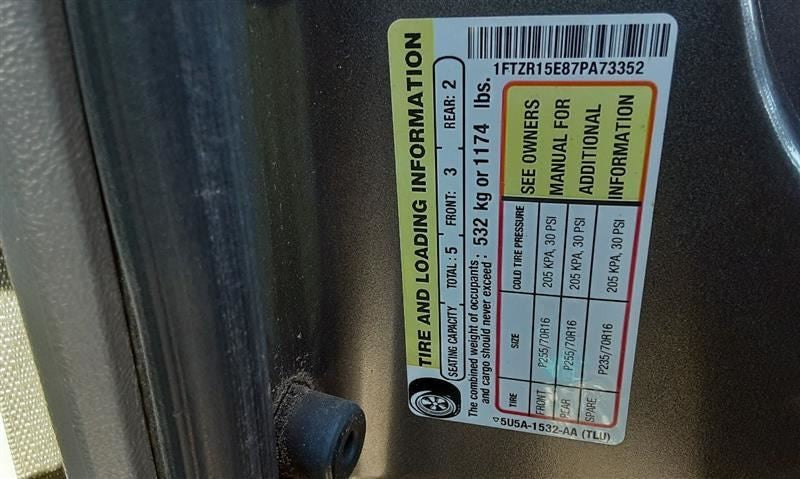 TIRE AND LOADING INFORMATION
SEATING CAPACITY TOTAL: 5 FRONT: 3 REAR: 2
The combined weight of occupants and cargo should never exceed: 532 kg or 1174 lbs.
1FTZR15E87PA73352
TIRE SIZE COLD TIRE PRESSURE
FRONT P255/70R16 205 KPA, 30 PSI
REAR P255/70R16 205 KPA, 30 PSI
SPARE P235/70R16 205 KPA, 30 PSI
SEE OWNERS
MANUAL FOR
ADDITIONAL
INFORMATION
5U5A-1532-AA (TLU)